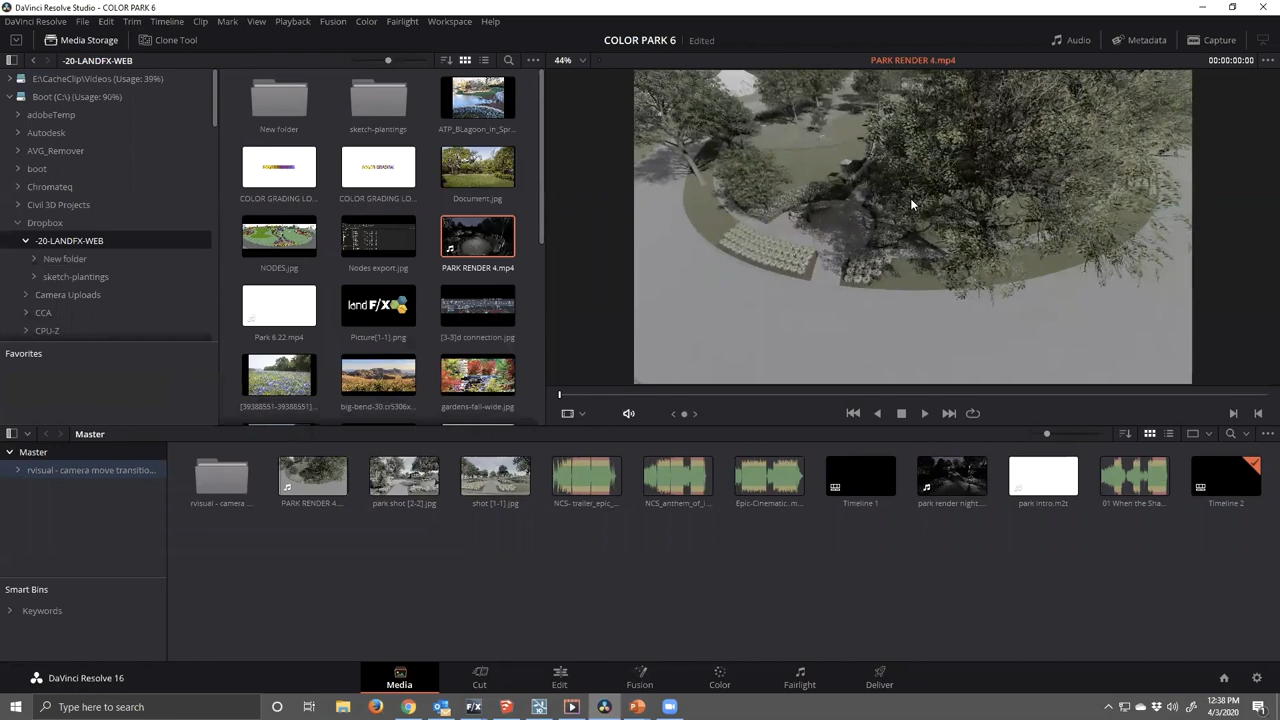 DaVinci Resolve Studio - COLOR PARK 6
DaVinci Resolve File Edit Trim Timeline Clip Mark View Playback Fusion Color Fairlight Workspace Help
Media Storage Clone Tool COLOR PARK 6 Edited Audio Metadata Capture
-20-LANDFX-WEB 44% PARK RENDER 4.mp4 00:00:00:00
E:\CacheClip\Videos (Usage: 39%)
Boot (C:\) (Usage: 90%)
adobeTemp
Autodesk
AVG_Remover
boot
Chromateq
Civil 3D Projects
Dropbox
-20-LANDFX-WEB
New folder
sketch-plantings
Camera Uploads
CCA
CPU-Z
Favorites
New folder sketch-plantings ATP_BLagoon_in_Spr...
COLOR GRADING LO... COLOR GRADING LO... Document.jpg
NODES.jpg Nodes export.jpg PARK RENDER 4.mp4
land F/X
Park 6.22.mp4 Picture[1-1].png [3-3]d connection.jpg
[39388551-39388551]... big-bend-30.cr5306x... gardens-fall-wide.jpg
Master
Master
rvisual - camera move transitio...
rvisual - camera ... PARK RENDER 4.... park shot [2-2].jpg shot [1-1].jpg NCS- trailer_epic_... NCS_anthem_of_i... Epic-Cinematic..m... Timeline 1 park render night.... park intro.m2t 01 When the Sha... Timeline 2
Smart Bins
Keywords
DaVinci Resolve 16 Media Cut Edit Fusion Color Fairlight Deliver
Type here to search
12:38 PM
4/3/2020